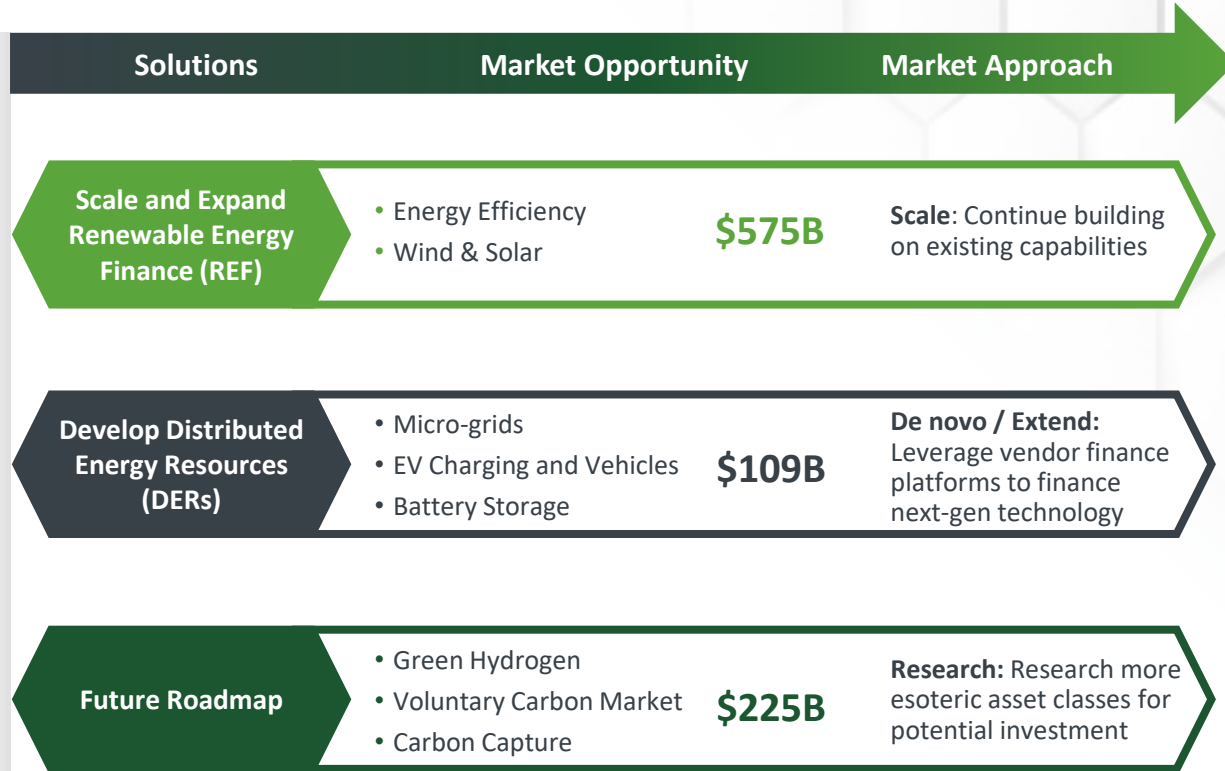 Solutions Market Opportunity Market Approach
Scale and Expand
Renewable Energy
Finance (REF)
• Energy Efficiency
• Wind & Solar
$575B
Scale: Continue building
on existing capabilities
Develop Distributed
Energy Resources
(DERs)
• Micro-grids
• EV Charging and Vehicles
• Battery Storage
$109B
De novo / Extend:
Leverage vendor finance
platforms to finance
next-gen technology
Future Roadmap
• Green Hydrogen
• Voluntary Carbon Market
• Carbon Capture
$225B
Research: Research more
esoteric asset classes for
potential investment